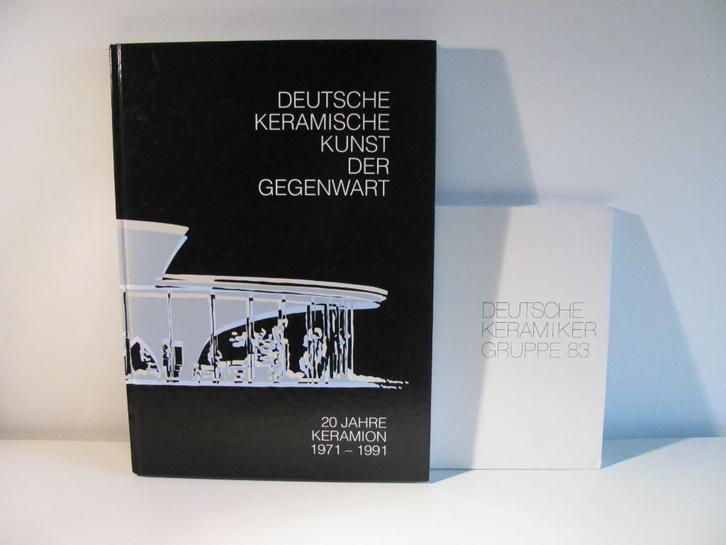 DEUTSCHE
KERAMISCHE
KUNST
DER
GEGENWART
20 JAHRE
KERAMION
1971 – 1991
DEUTSCHE
KERAMIKER
GRUPPE 83